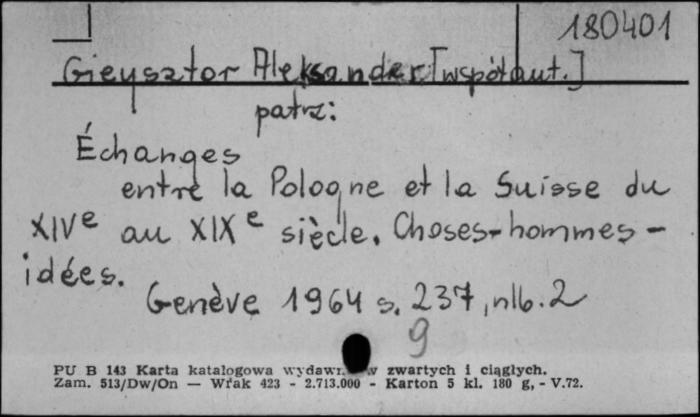 180401
Gieysztor Aleksander [współaut.]
patrz:
Échanges
entre la Pologne et la Suisse du
XIVe au XIXe siècle. Choses-hommes-
idées.
Genève 1964 s. 237, nlb. 2
9
PU B 143 Karta katalogowa wydawn. zwartych i ciągłych.
Zam. 513/Dw/On — Wrak 423 - 2.713.000 - Karton 5 kl. 180 g, - V.72.